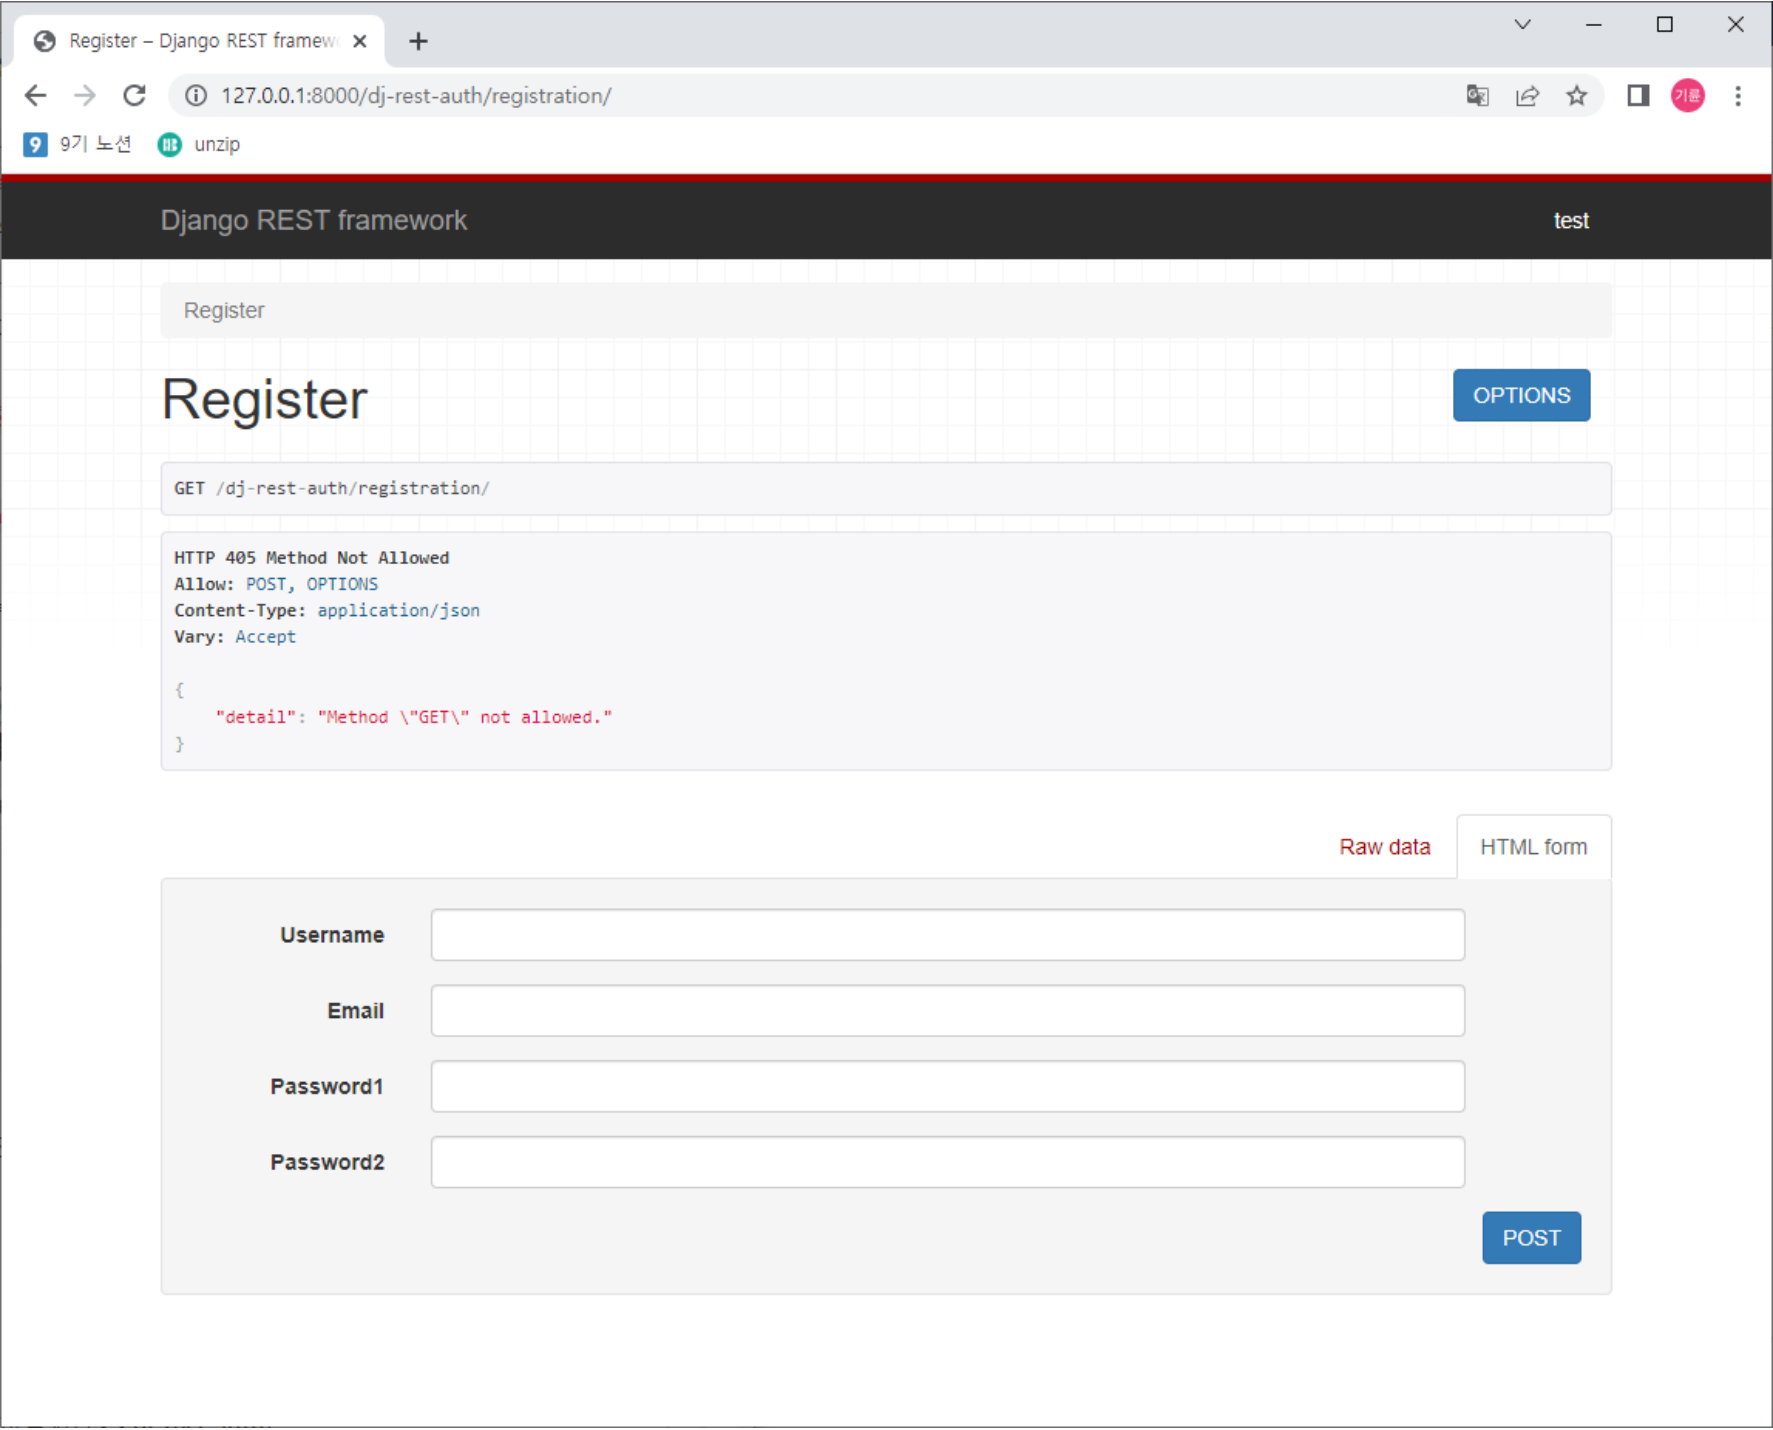 Register – Django REST framew
127.0.0.1:8000/dj-rest-auth/registration/
기륜
9 9기 노션
unzip
Django REST framework
test
Register
Register
OPTIONS
GET /dj-rest-auth/registration/
HTTP 405 Method Not Allowed
Allow: POST, OPTIONS
Content-Type: application/json
Vary: Accept
{
"detail": "Method \"GET\" not allowed."
}
Raw data
HTML form
Username
Email
Password1
Password2
POST